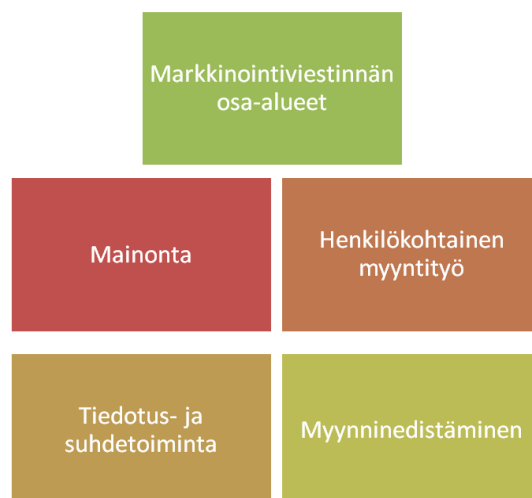 Markkinointiviestinnän
osa-alueet
Mainonta
Henkilökohtainen
myyntityö
Tiedotus- ja
suhdetoiminta
Myynninedistäminen